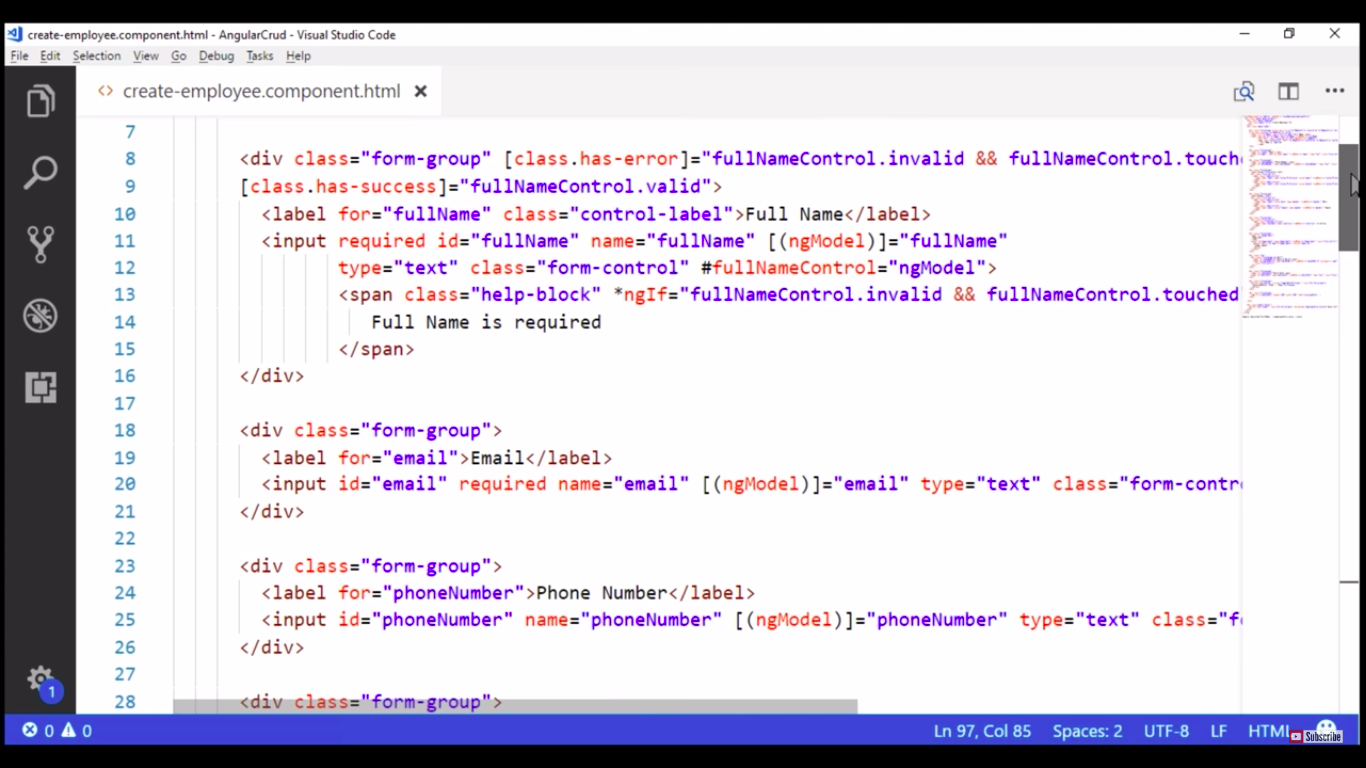 create-employee.component.html - AngularCrud - Visual Studio Code
File Edit Selection View Go Debug Tasks Help
<> create-employee.component.html ×
7
8 <div class="form-group" [class.has-error]="fullNameControl.invalid && fullNameControl.touche
9 [class.has-success]="fullNameControl.valid">
10 <label for="fullName" class="control-label">Full Name</label>
11 <input required id="fullName" name="fullName" [(ngModel)]="fullName"
12 type="text" class="form-control" #fullNameControl="ngModel">
13 <span class="help-block" *ngIf="fullNameControl.invalid && fullNameControl.touched"
14 Full Name is required
15 </span>
16 </div>
17
18 <div class="form-group">
19 <label for="email">Email</label>
20 <input id="email" required name="email" [(ngModel)]="email" type="text" class="form-contr
21 </div>
22
23 <div class="form-group">
24 <label for="phoneNumber">Phone Number</label>
25 <input id="phoneNumber" name="phoneNumber" [(ngModel)]="phoneNumber" type="text" class="f
26 </div>
27
28 <div class="form-group">
1
0 0 Ln 97, Col 85 Spaces: 2 UTF-8 LF HTML
Subscribe